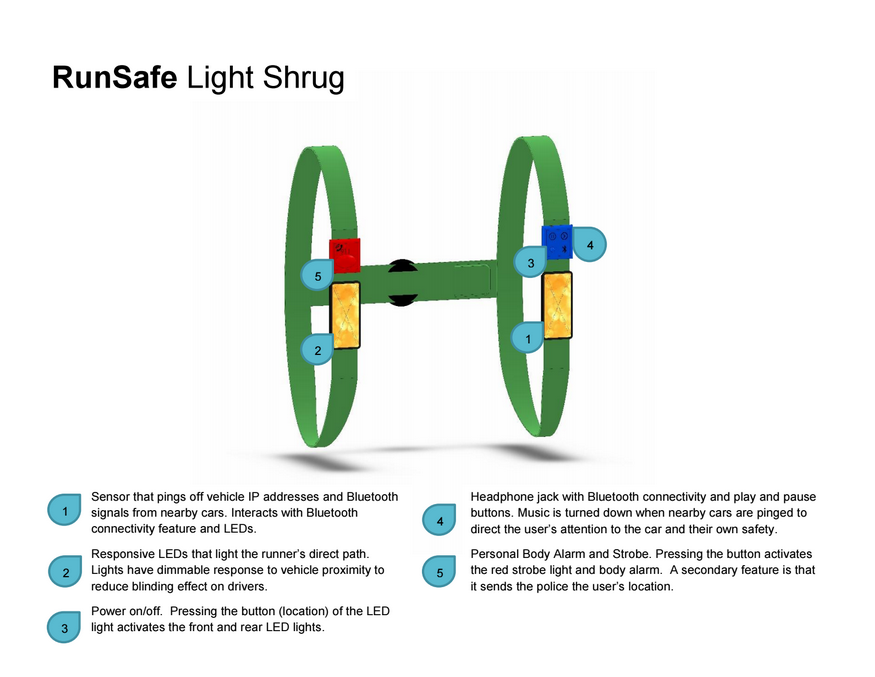 RunSafe Light Shrug
5
4
3
2
1
1
Sensor that pings off vehicle IP addresses and Bluetooth
signals from nearby cars. Interacts with Bluetooth
connectivity feature and LEDs.
2
Responsive LEDs that light the runner's direct path.
Lights have dimmable response to vehicle proximity to
reduce blinding effect on drivers.
3
Power on/off.  Pressing the button (location) of the LED
light activates the front and rear LED lights.
4
Headphone jack with Bluetooth connectivity and play and pause
buttons. Music is turned down when nearby cars are pinged to
direct the user's attention to the car and their own safety.
5
Personal Body Alarm and Strobe. Pressing the button activates
the red strobe light and body alarm.  A secondary feature is that
it sends the police the user's location.